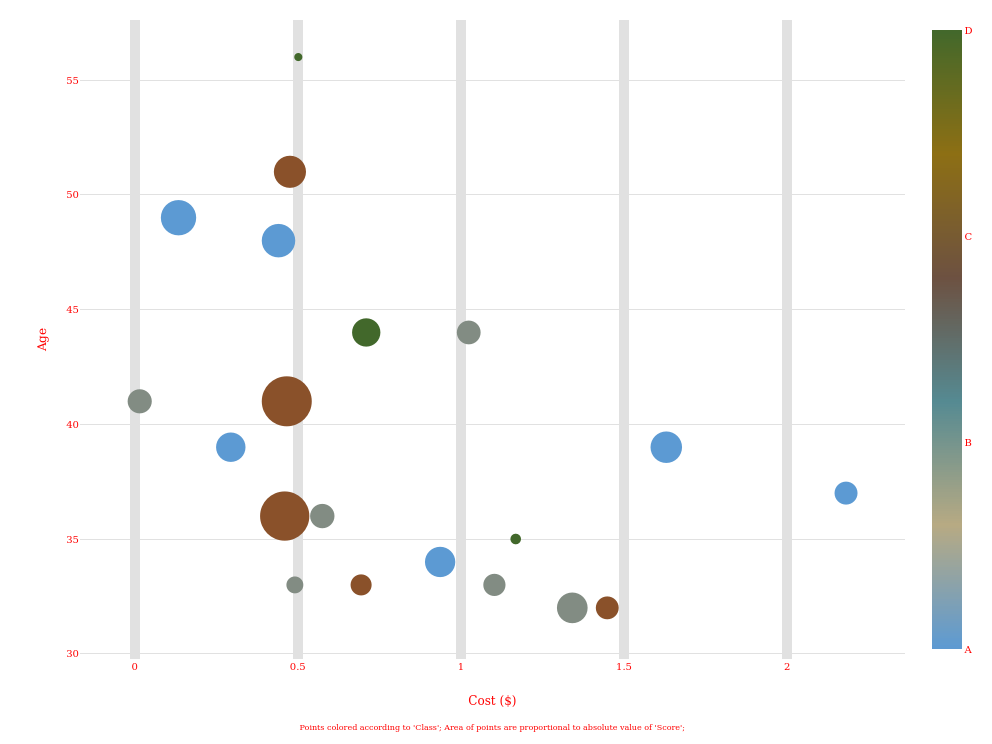 D
C
B
A
55
50
45
40
35
30
Age
0 0.5 1 1.5 2
Cost ($)
Points colored according to 'Class'; Area of points are proportional to absolute value of 'Score';